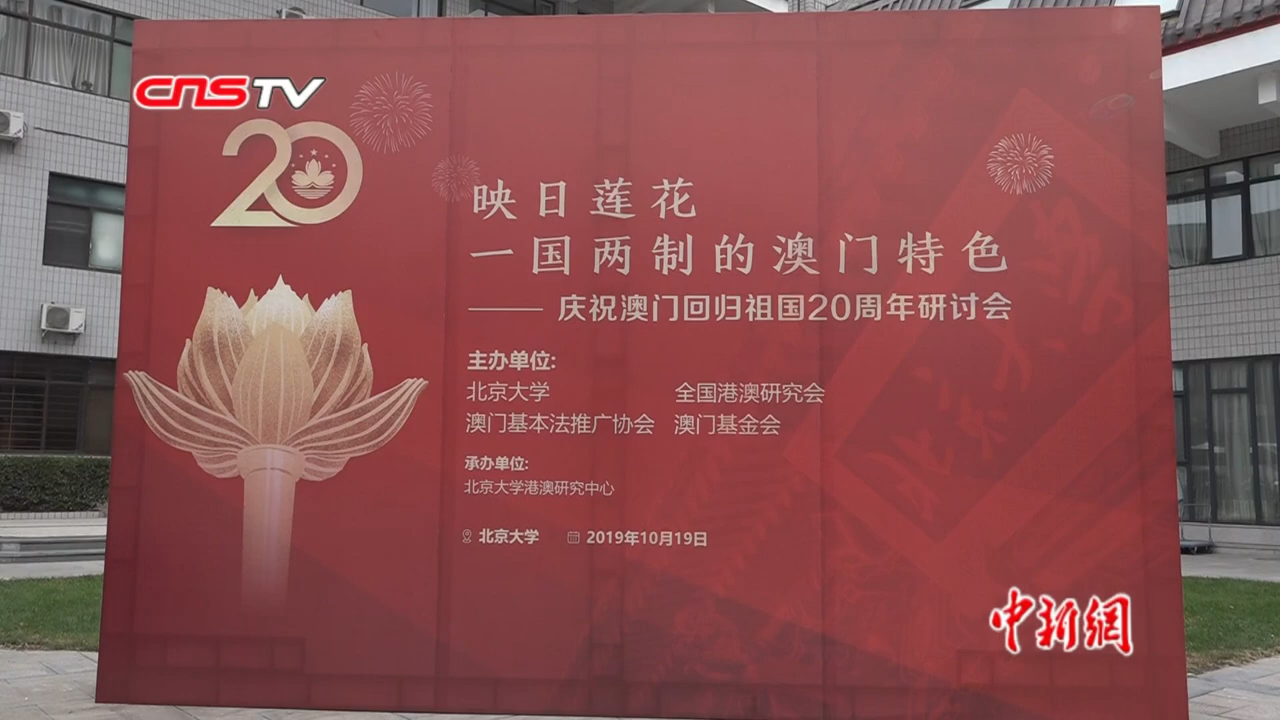 CNSTV
20
映日莲花
一国两制的澳门特色
—— 庆祝澳门回归祖国20周年研讨会
主办单位:
北京大学 全国港澳研究会
澳门基本法推广协会 澳门基金会
承办单位:
北京大学港澳研究中心
北京大学 2019年10月19日
中新網